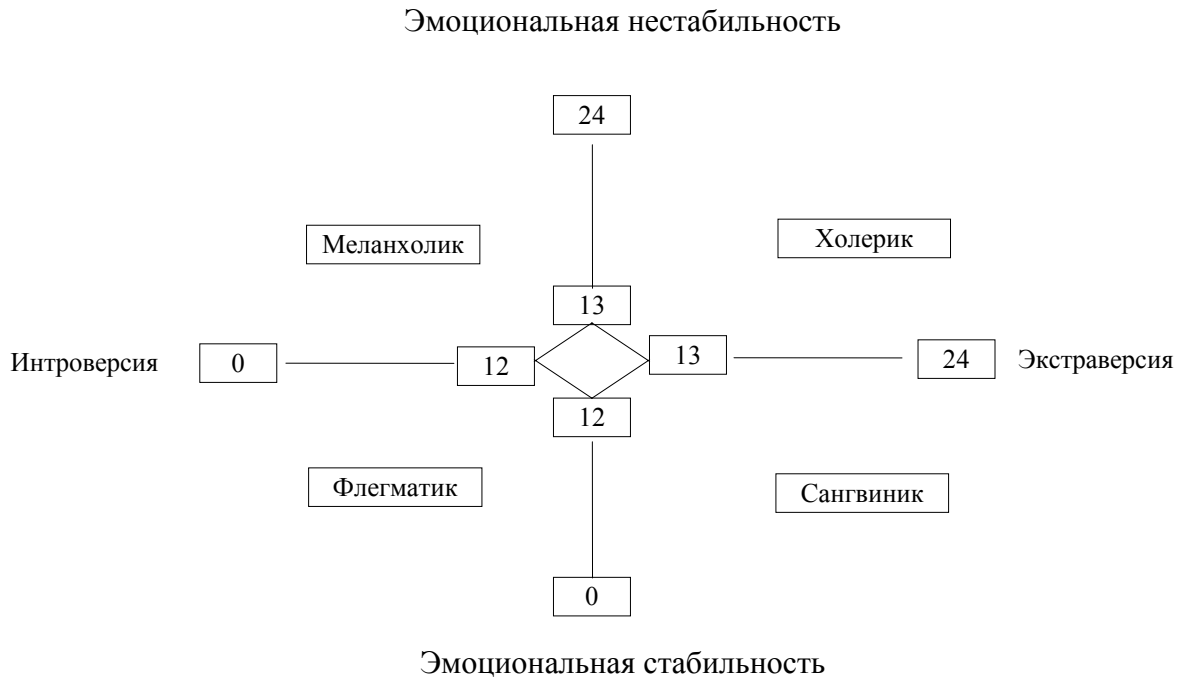 Эмоциональная нестабильность
24
Меланхолик
Холерик
13
Интроверсия
0
12
13
24
Экстраверсия
12
Флегматик
Сангвиник
0
Эмоциональная стабильность